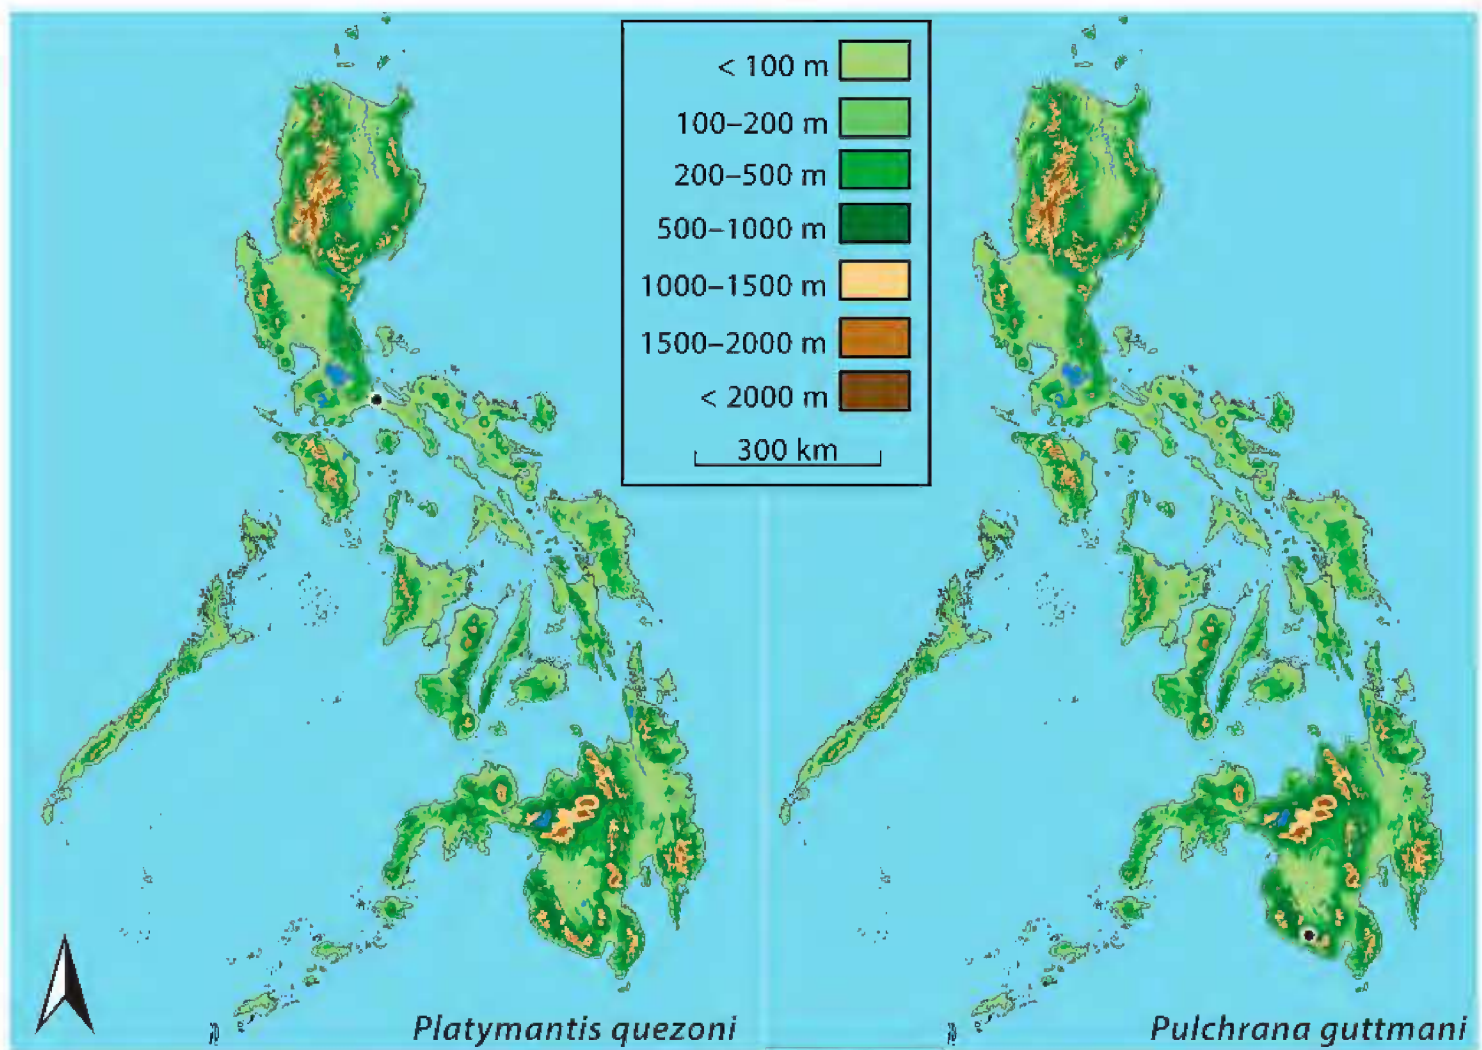 < 100 m
100–200 m
200–500 m
500–1000 m
1000–1500 m
1500–2000 m
< 2000 m
300 km
Platymantis quezoni
Pulchrana guttmani